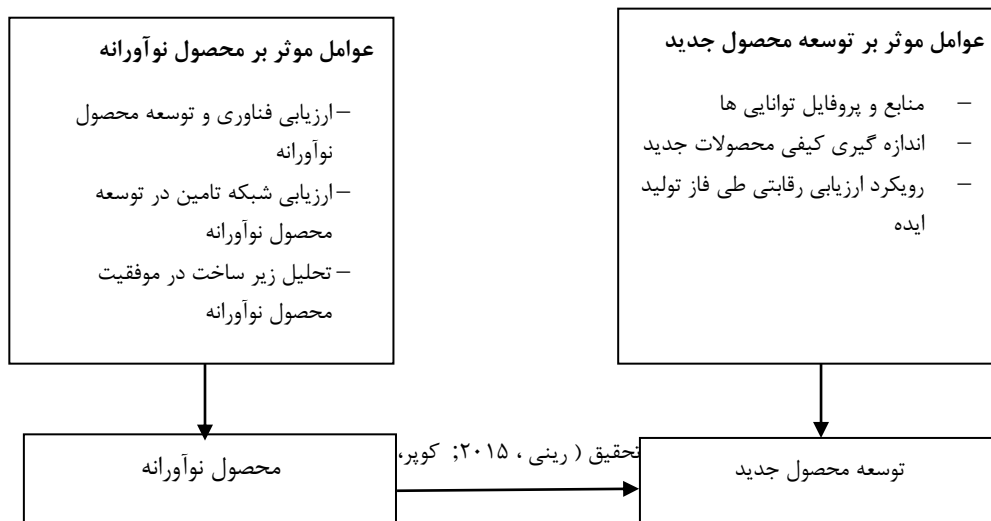 عوامل موثر بر توسعه محصول جدید
– منابع و پروفایل توانایی ها
– اندازه گیری کیفی محصولات جدید
– رویکرد ارزیابی رقابتی طی فاز تولید
ایده
عوامل موثر بر محصول نوآورانه
– ارزیابی فناوری و توسعه محصول
نوآورانه
– ارزیابی شبکه تامین در توسعه
محصول نوآورانه
– تحلیل زیر ساخت در موفقیت
محصول نوآورانه
توسعه محصول جدید
تحقیق ( رینی ، ۲۰۱۵; کوپر،
محصول نوآورانه